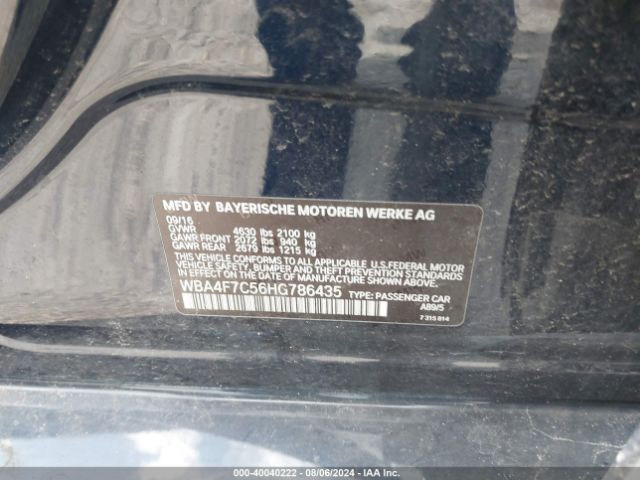 MFD BY BAYERISCHE MOTOREN WERKE AG
09/16
GVWR 4630 lbs 2100 kg
GAWR FRONT 2072 lbs 940 kg
GAWR REAR 2679 lbs 1215 kg
THIS VEHICLE CONFORMS TO ALL APPLICABLE U.S.FEDERAL MOTOR
VEHICLE SAFETY, BUMPER, AND THEFT PREVENTION STANDARDS
IN EFFECT ON THE DATE OF MANUFACTURE SHOWN ABOVE.
WBA4F7C56HG786435 TYPE: PASSENGER CAR
A89/5
7 315 814
000-40040222 - 08/06/2024 - IAA Inc.